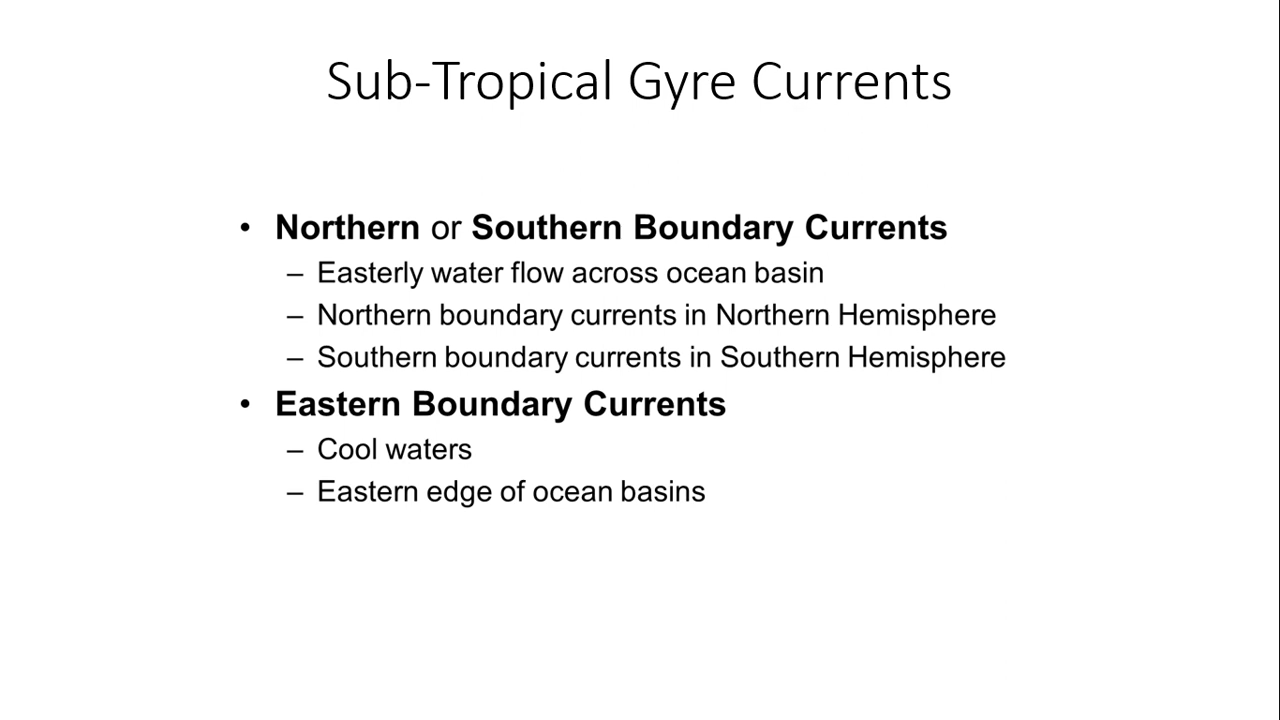 Sub-Tropical Gyre Currents
• Northern or Southern Boundary Currents
– Easterly water flow across ocean basin
– Northern boundary currents in Northern Hemisphere
– Southern boundary currents in Southern Hemisphere
• Eastern Boundary Currents
– Cool waters
– Eastern edge of ocean basins